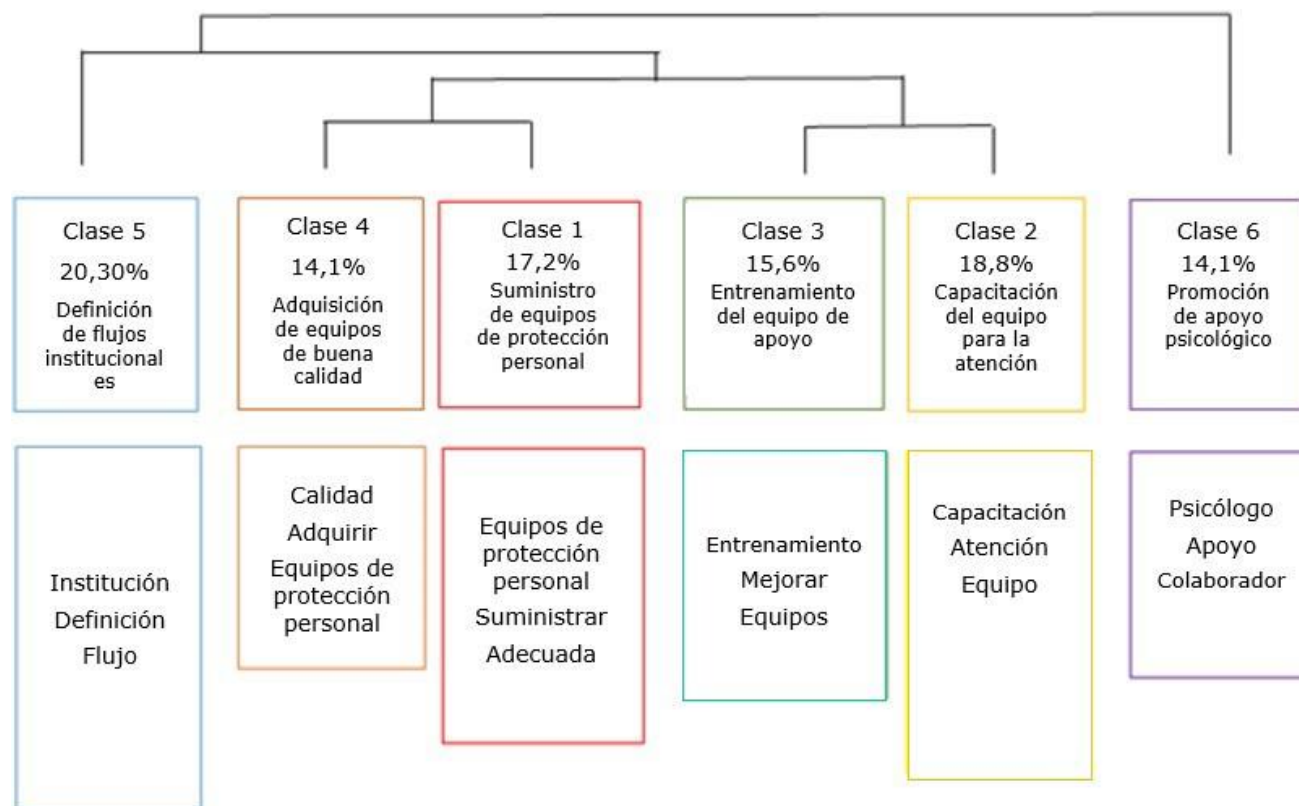 Clase 5
20,30%
Definición
de flujos
institucional
es
Clase 4
14,1%
Adquisición
de equipos
de buena
calidad
Clase 1
17,2%
Suministro
de equipos
de protección
personal
Clase 3
15,6%
Entrenamiento
del equipo de
apoyo
Clase 2
18,8%
Capacitación
del equipo
para la
atención
Clase 6
14,1%
Promoción
de apoyo
psicológico
Institución
Definición
Flujo
Calidad
Adquirir
Equipos de
protección
personal
Equipos de
protección
personal
Suministrar
Adecuada
Entrenamiento
Mejorar
Equipos
Capacitación
Atención
Equipo
Psicólogo
Apoyo
Colaborador